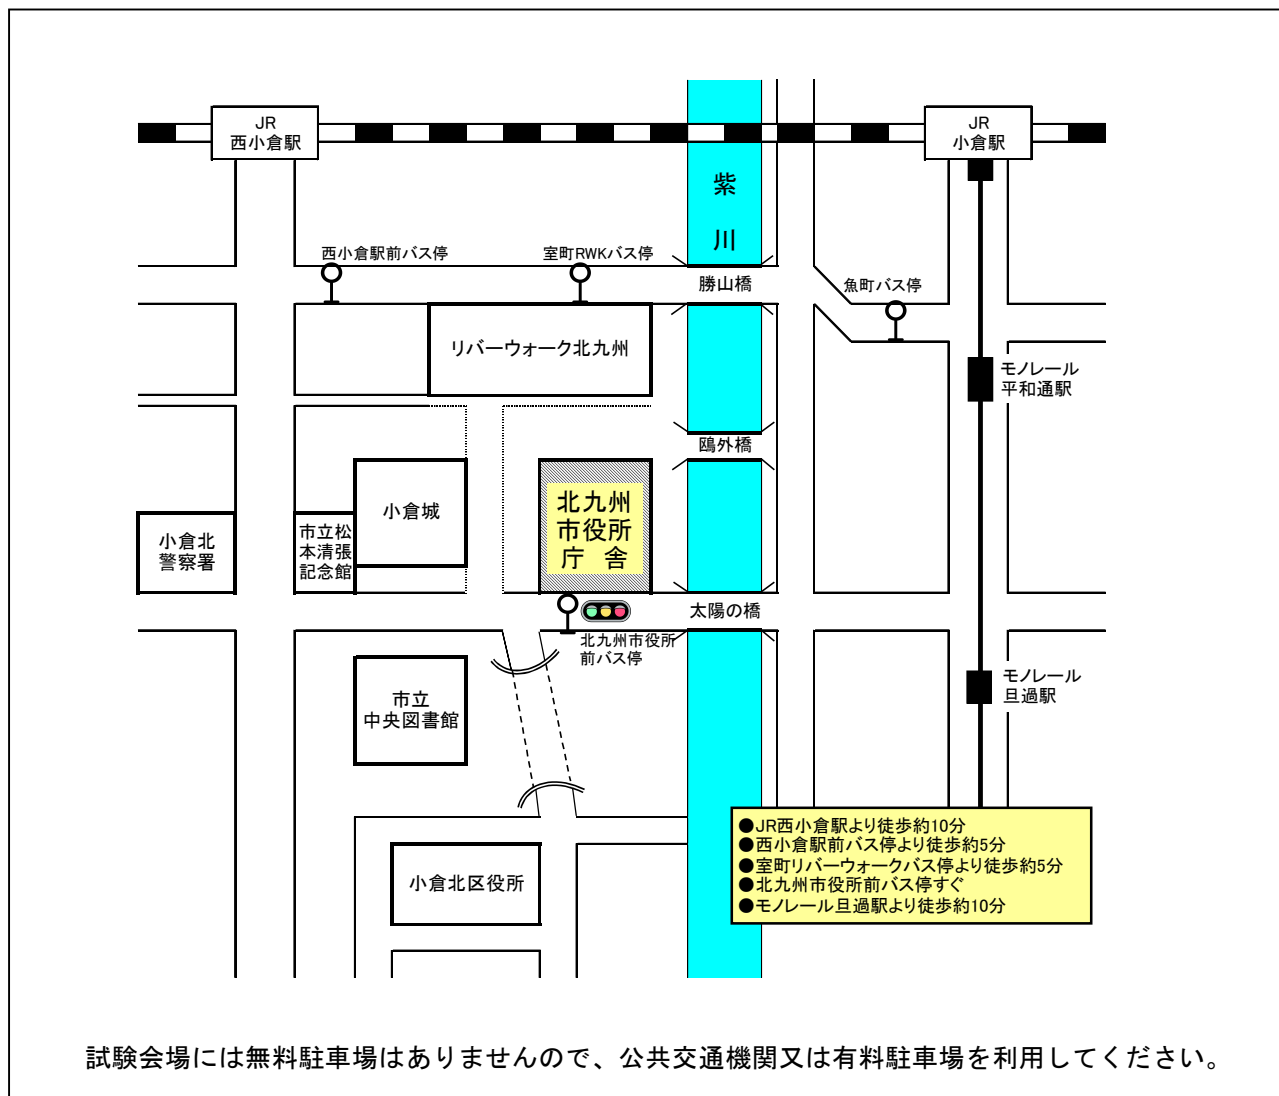 JR
西小倉駅
JR
小倉駅
紫
川
西小倉駅前バス停
室町RWKバス停
勝山橋
魚町バス停
リバーウォーク北九州
モノレール
平和通駅
鴎外橋
小倉城
北九州
市役所
庁　舎
小倉北
警察署
市立松
本清張
記念館
太陽の橋
北九州市役所
前バス停
モノレール
旦過駅
市立
中央図書館
小倉北区役所
●JR西小倉駅より徒歩約10分
●西小倉駅前バス停より徒歩約5分
●室町リバーウォークバス停より徒歩約5分
●北九州市役所前バス停すぐ
●モノレール旦過駅より徒歩約10分
試験会場には無料駐車場はありませんので、公共交通機関又は有料駐車場を利用してください。